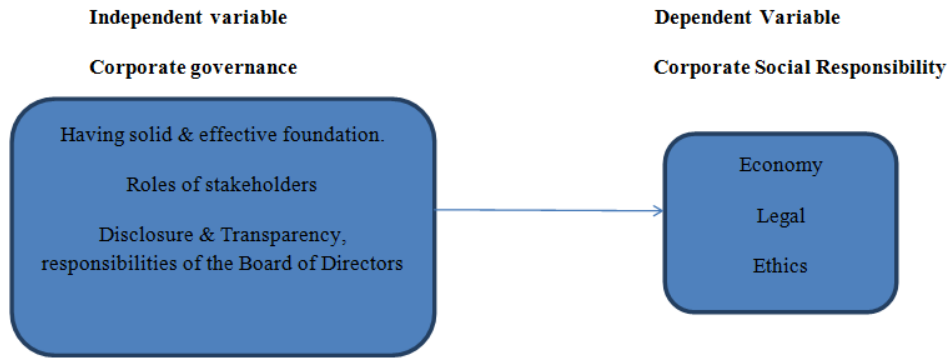 Independent variable
Dependent Variable
Corporate governance
Corporate Social Responsibility
Having solid & effective foundation.
Roles of stakeholders
Disclosure & Transparency,
responsibilities of the Board of Directors
Economy
Legal
Ethics